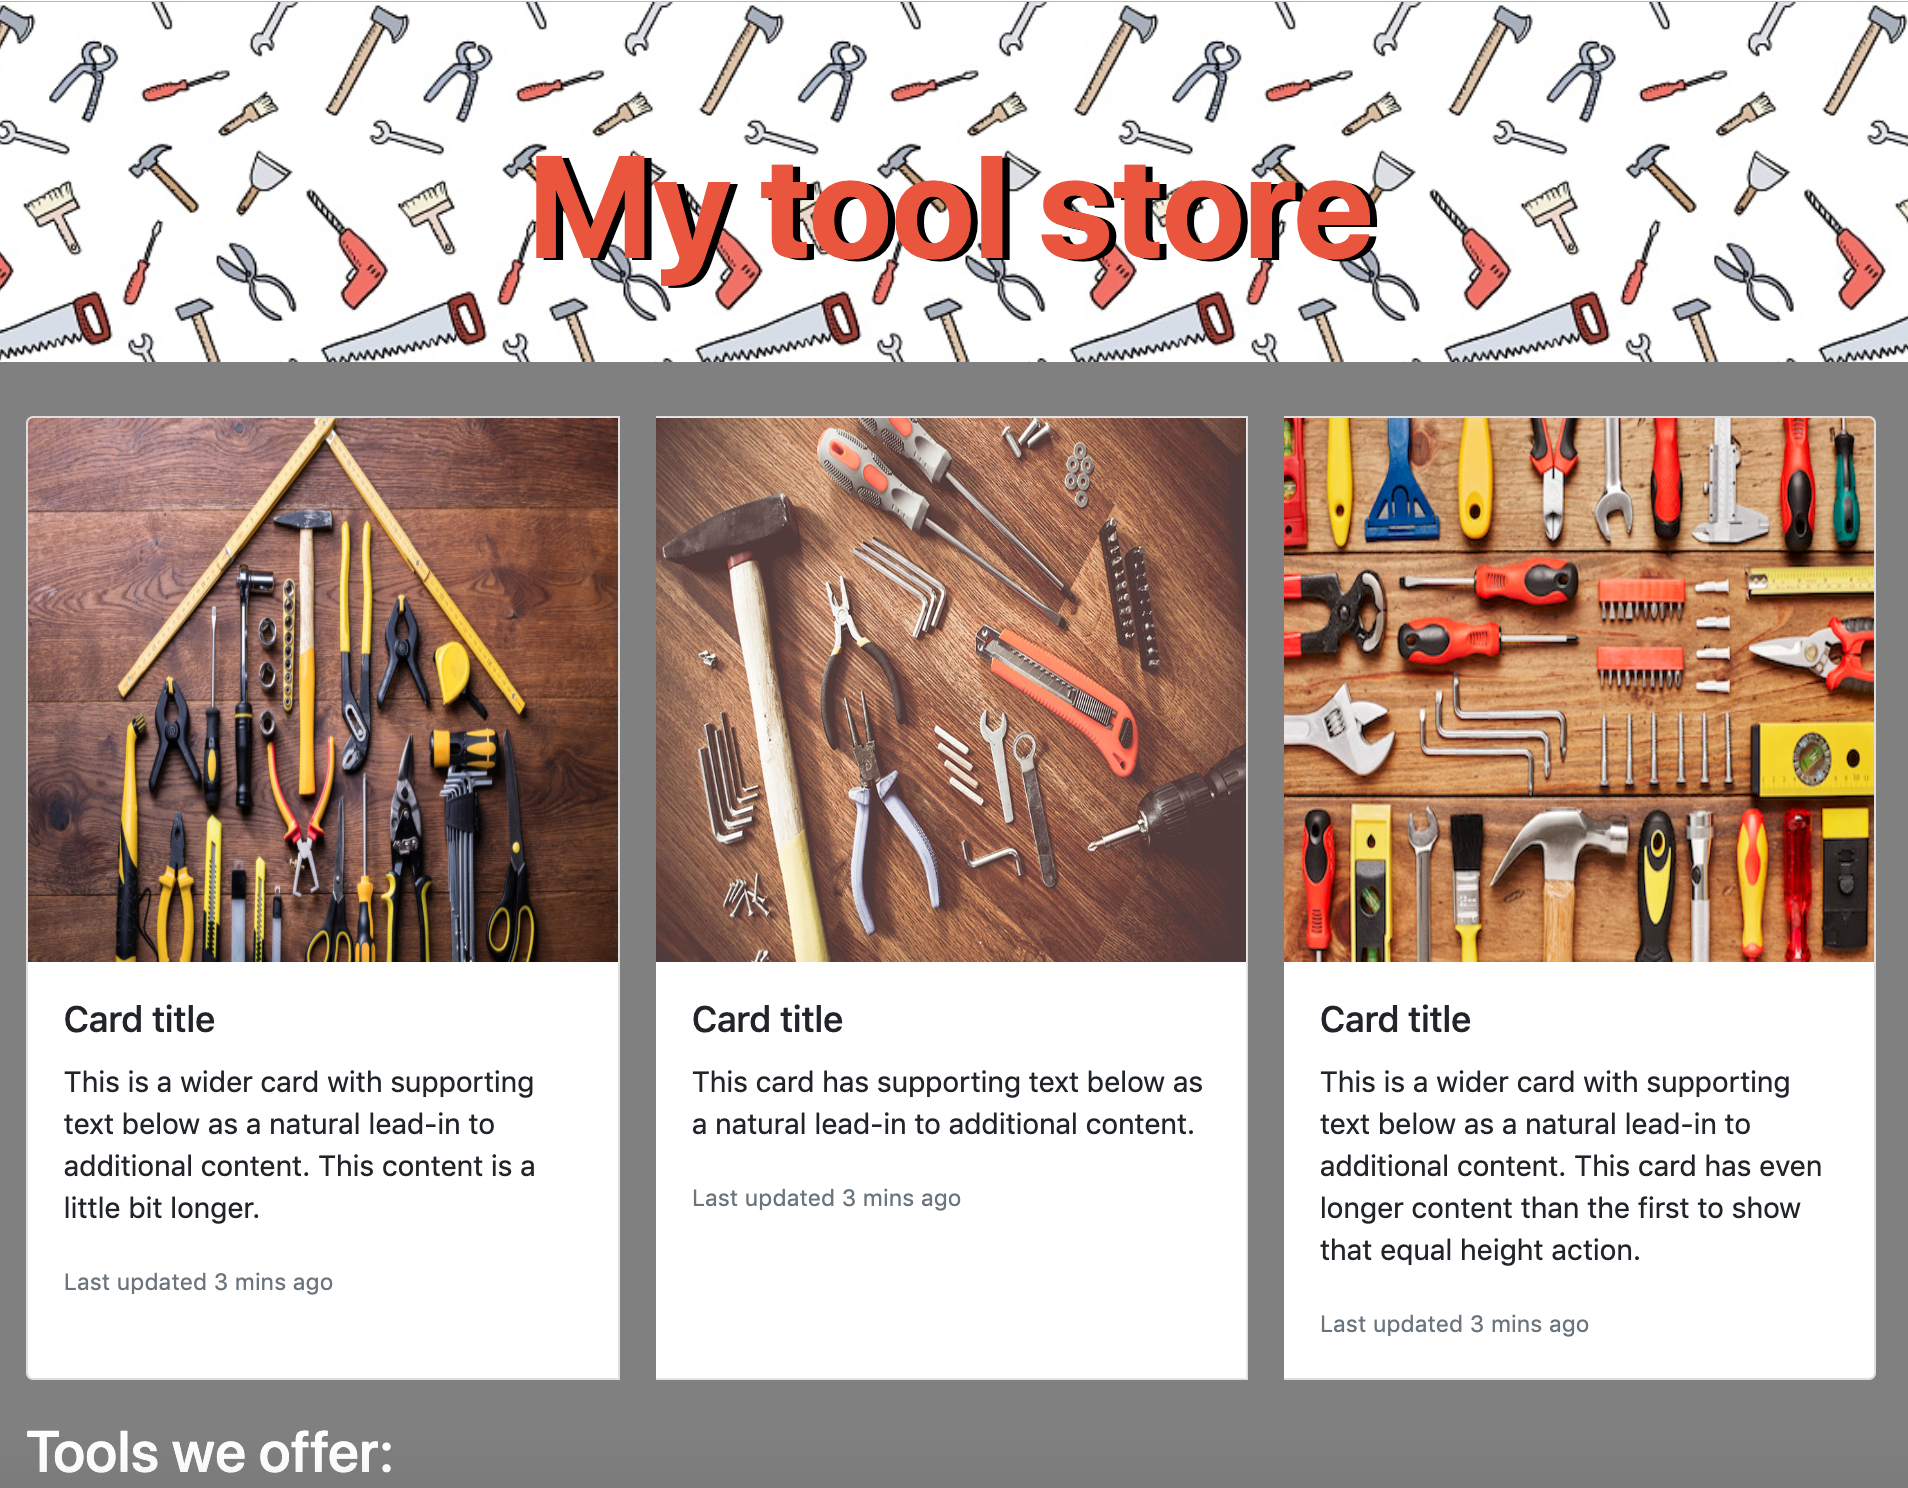 My tool store
Card title
This is a wider card with supporting
text below as a natural lead-in to
additional content. This content is a
little bit longer.
Last updated 3 mins ago
Card title
This card has supporting text below as
a natural lead-in to additional content.
Last updated 3 mins ago
Card title
This is a wider card with supporting
text below as a natural lead-in to
additional content. This card has even
longer content than the first to show
that equal height action.
Last updated 3 mins ago
Tools we offer: